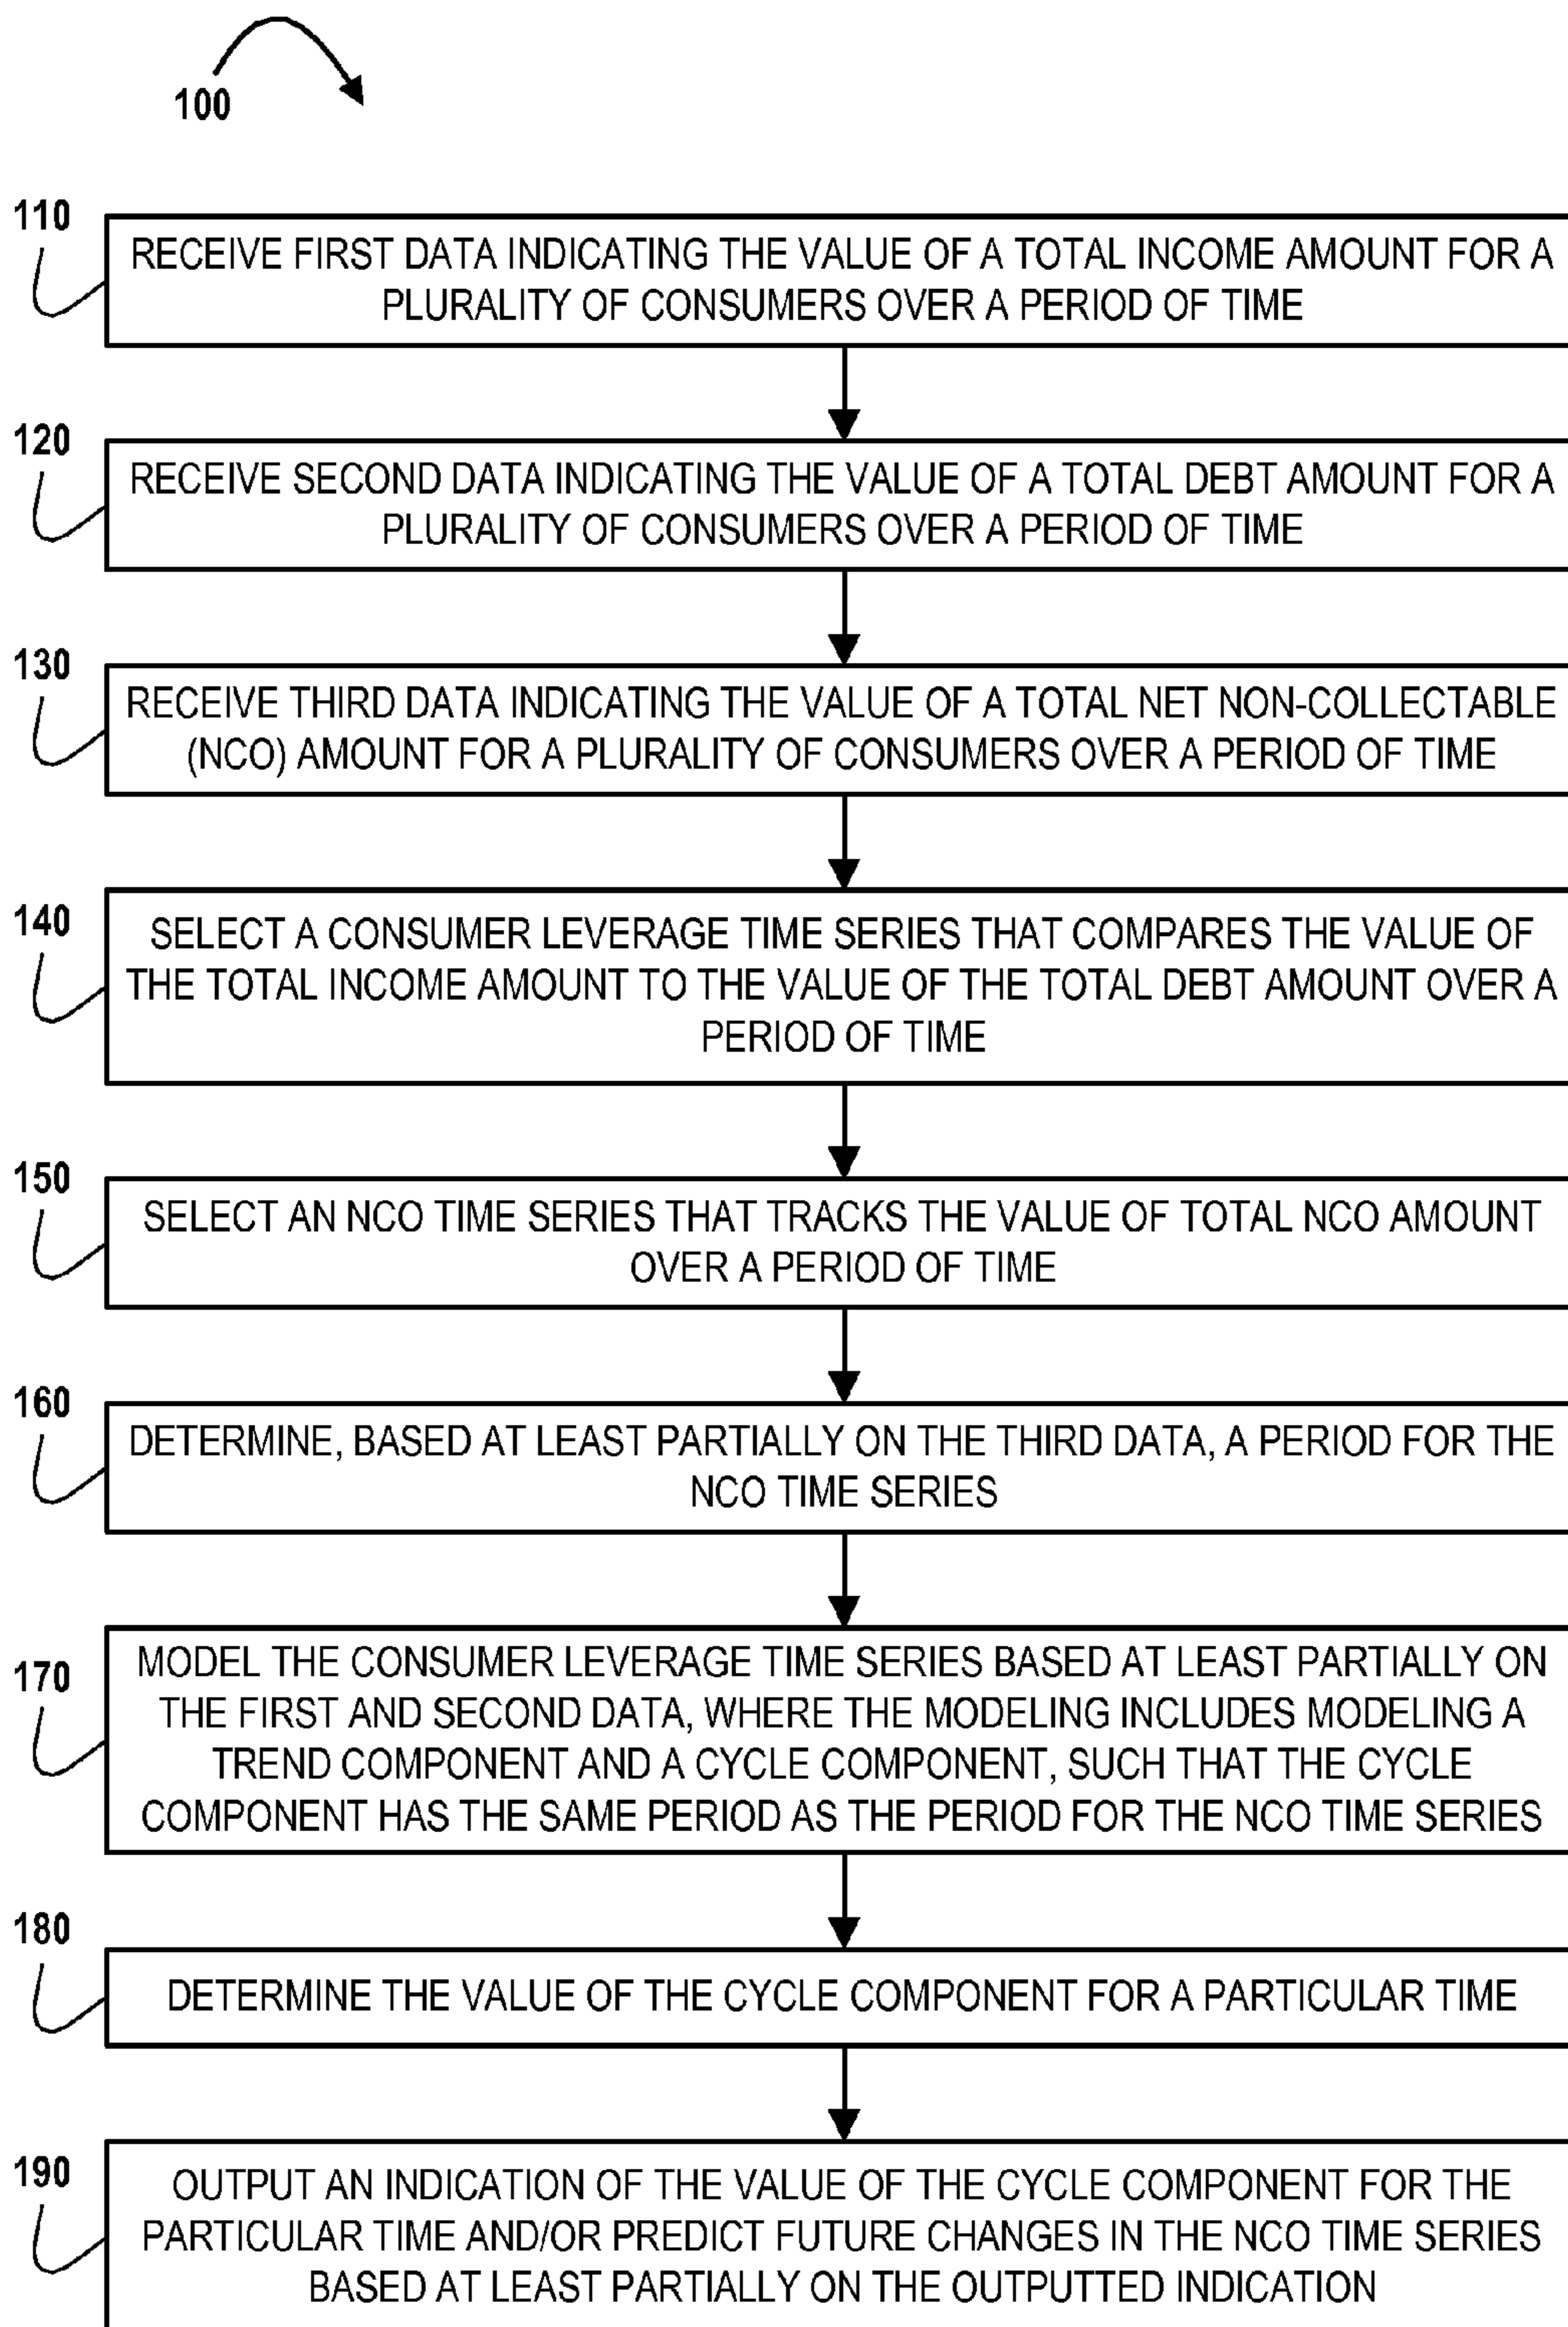 100
110
RECEIVE FIRST DATA INDICATING THE VALUE OF A TOTAL INCOME AMOUNT FOR A
PLURALITY OF CONSUMERS OVER A PERIOD OF TIME
120
RECEIVE SECOND DATA INDICATING THE VALUE OF A TOTAL DEBT AMOUNT FOR A
PLURALITY OF CONSUMERS OVER A PERIOD OF TIME
130
RECEIVE THIRD DATA INDICATING THE VALUE OF A TOTAL NET NON-COLLECTABLE
(NCO) AMOUNT FOR A PLURALITY OF CONSUMERS OVER A PERIOD OF TIME
140
SELECT A CONSUMER LEVERAGE TIME SERIES THAT COMPARES THE VALUE OF
THE TOTAL INCOME AMOUNT TO THE VALUE OF THE TOTAL DEBT AMOUNT OVER A
PERIOD OF TIME
150
SELECT AN NCO TIME SERIES THAT TRACKS THE VALUE OF TOTAL NCO AMOUNT
OVER A PERIOD OF TIME
160
DETERMINE, BASED AT LEAST PARTIALLY ON THE THIRD DATA, A PERIOD FOR THE
NCO TIME SERIES
170
MODEL THE CONSUMER LEVERAGE TIME SERIES BASED AT LEAST PARTIALLY ON
THE FIRST AND SECOND DATA, WHERE THE MODELING INCLUDES MODELING A
TREND COMPONENT AND A CYCLE COMPONENT, SUCH THAT THE CYCLE
COMPONENT HAS THE SAME PERIOD AS THE PERIOD FOR THE NCO TIME SERIES
180
DETERMINE THE VALUE OF THE CYCLE COMPONENT FOR A PARTICULAR TIME
190
OUTPUT AN INDICATION OF THE VALUE OF THE CYCLE COMPONENT FOR THE
PARTICULAR TIME AND/OR PREDICT FUTURE CHANGES IN THE NCO TIME SERIES
BASED AT LEAST PARTIALLY ON THE OUTPUTTED INDICATION